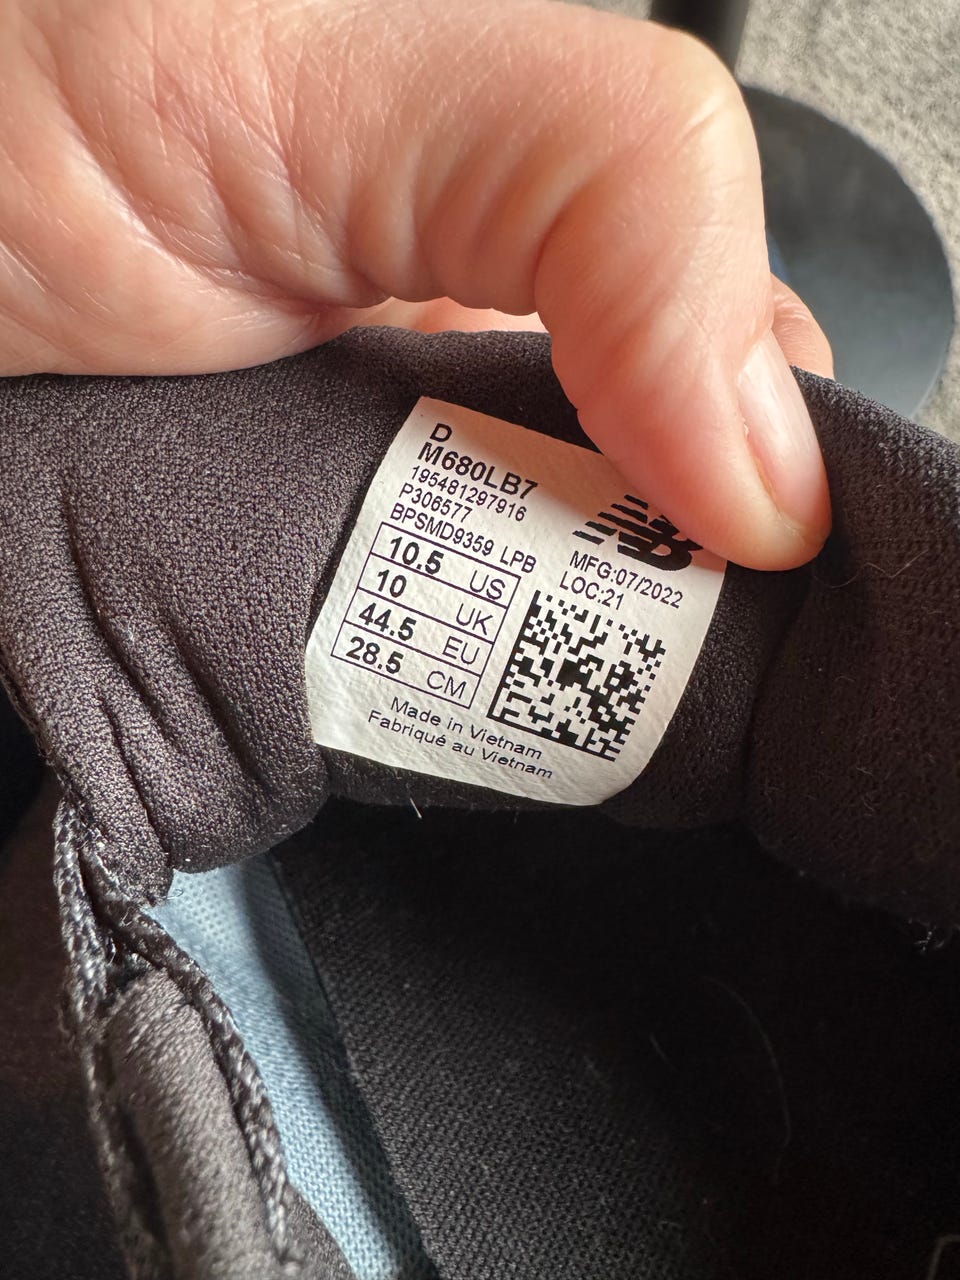 D
M680LB7
195481297916
P306577
BPSMD9359 LPB
10.5 US
10 UK
44.5 EU
28.5 CM
NB
MFG:07/2022
LOC:21
Made in Vietnam
Fabriqué au Vietnam